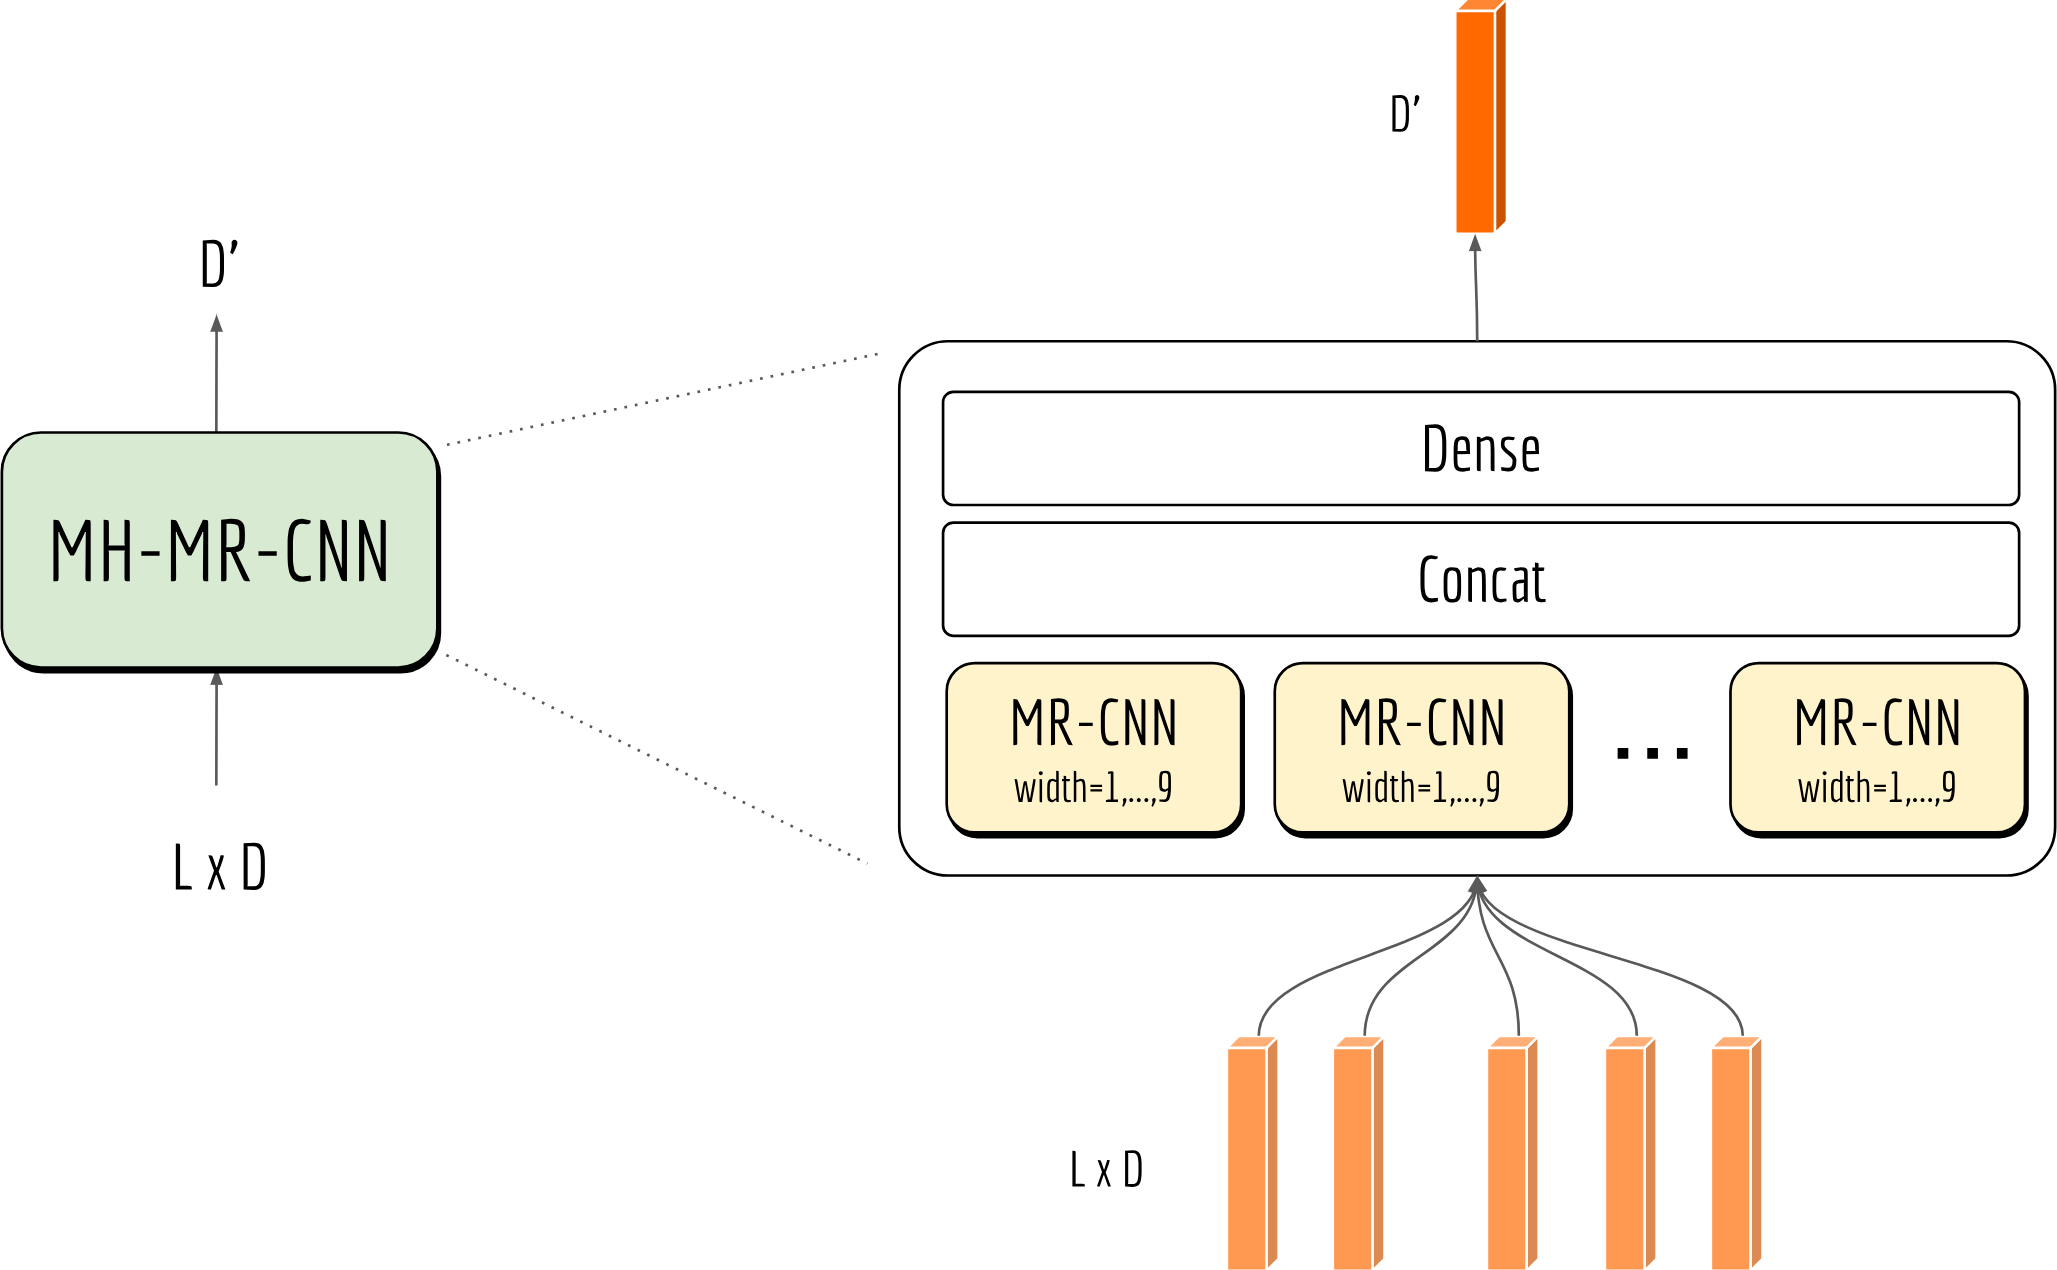 D’
MH-MR-CNN
L x D
D’
Dense
Concat
MR-CNN
width=1,...,9
MR-CNN
width=1,...,9
...
MR-CNN
width=1,...,9
L x D